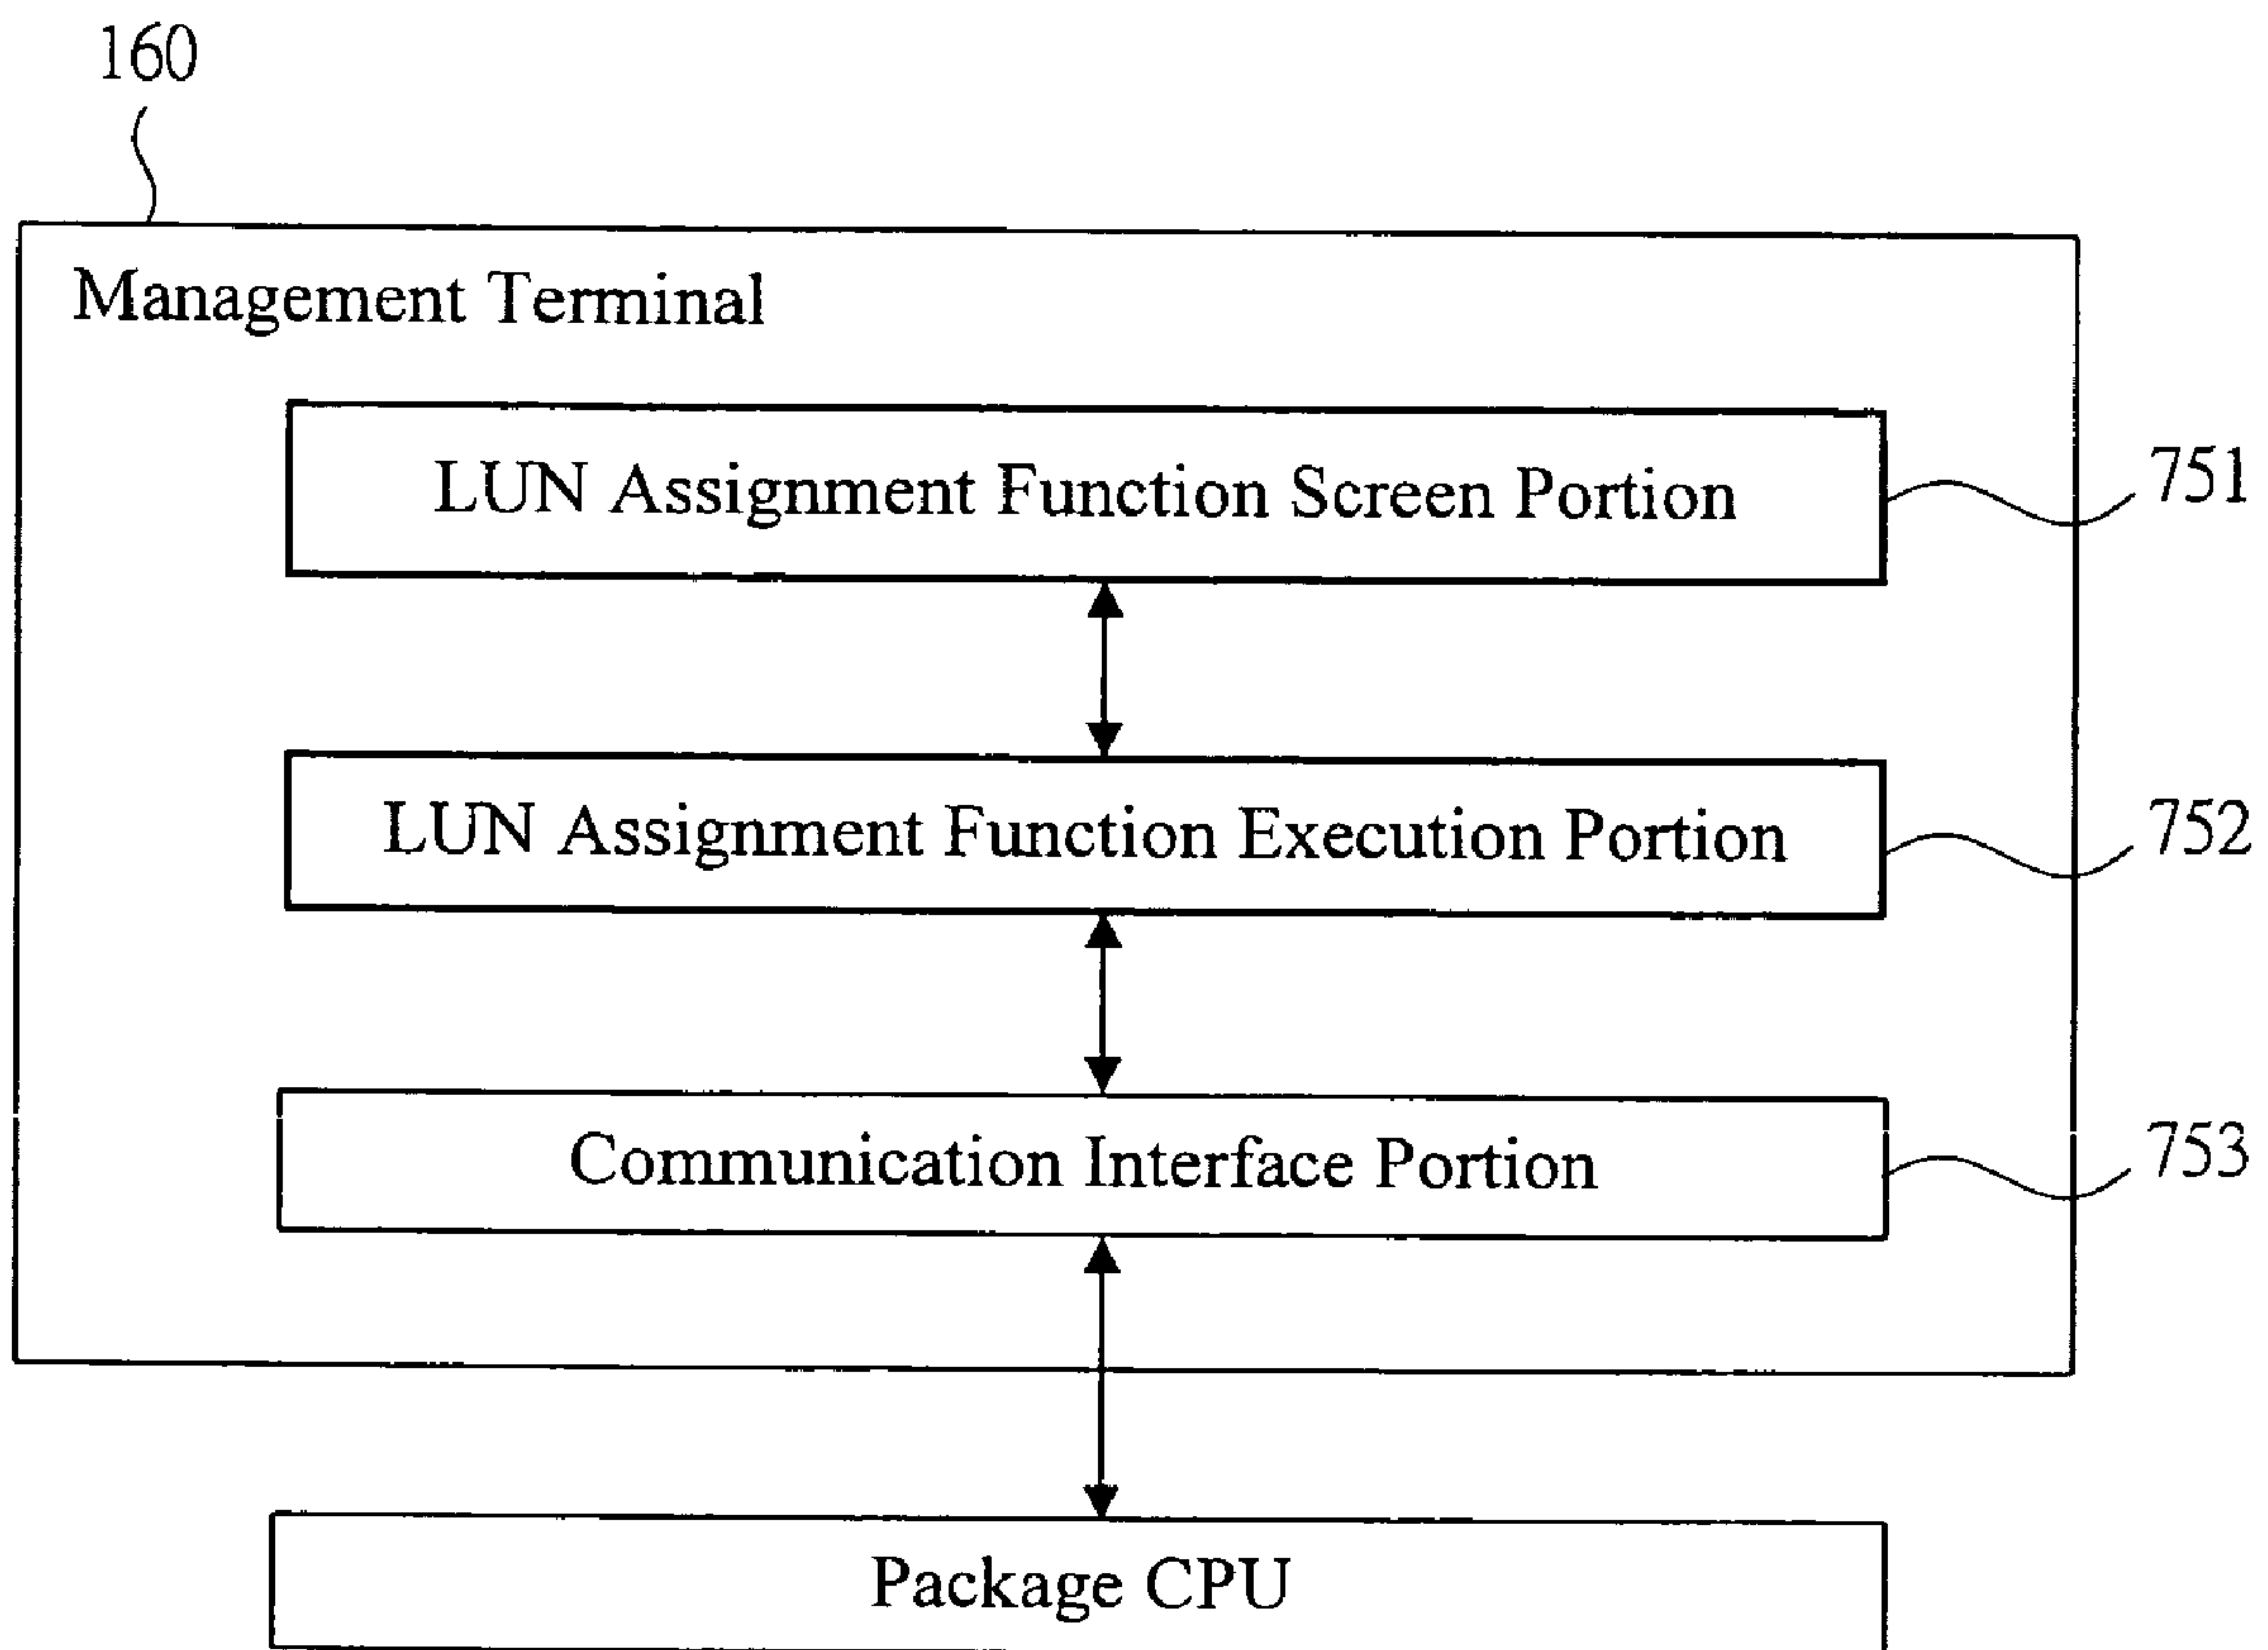 160
Management Terminal
LUN Assignment Function Screen Portion
751
LUN Assignment Function Execution Portion
752
Communication Interface Portion
753
Package CPU